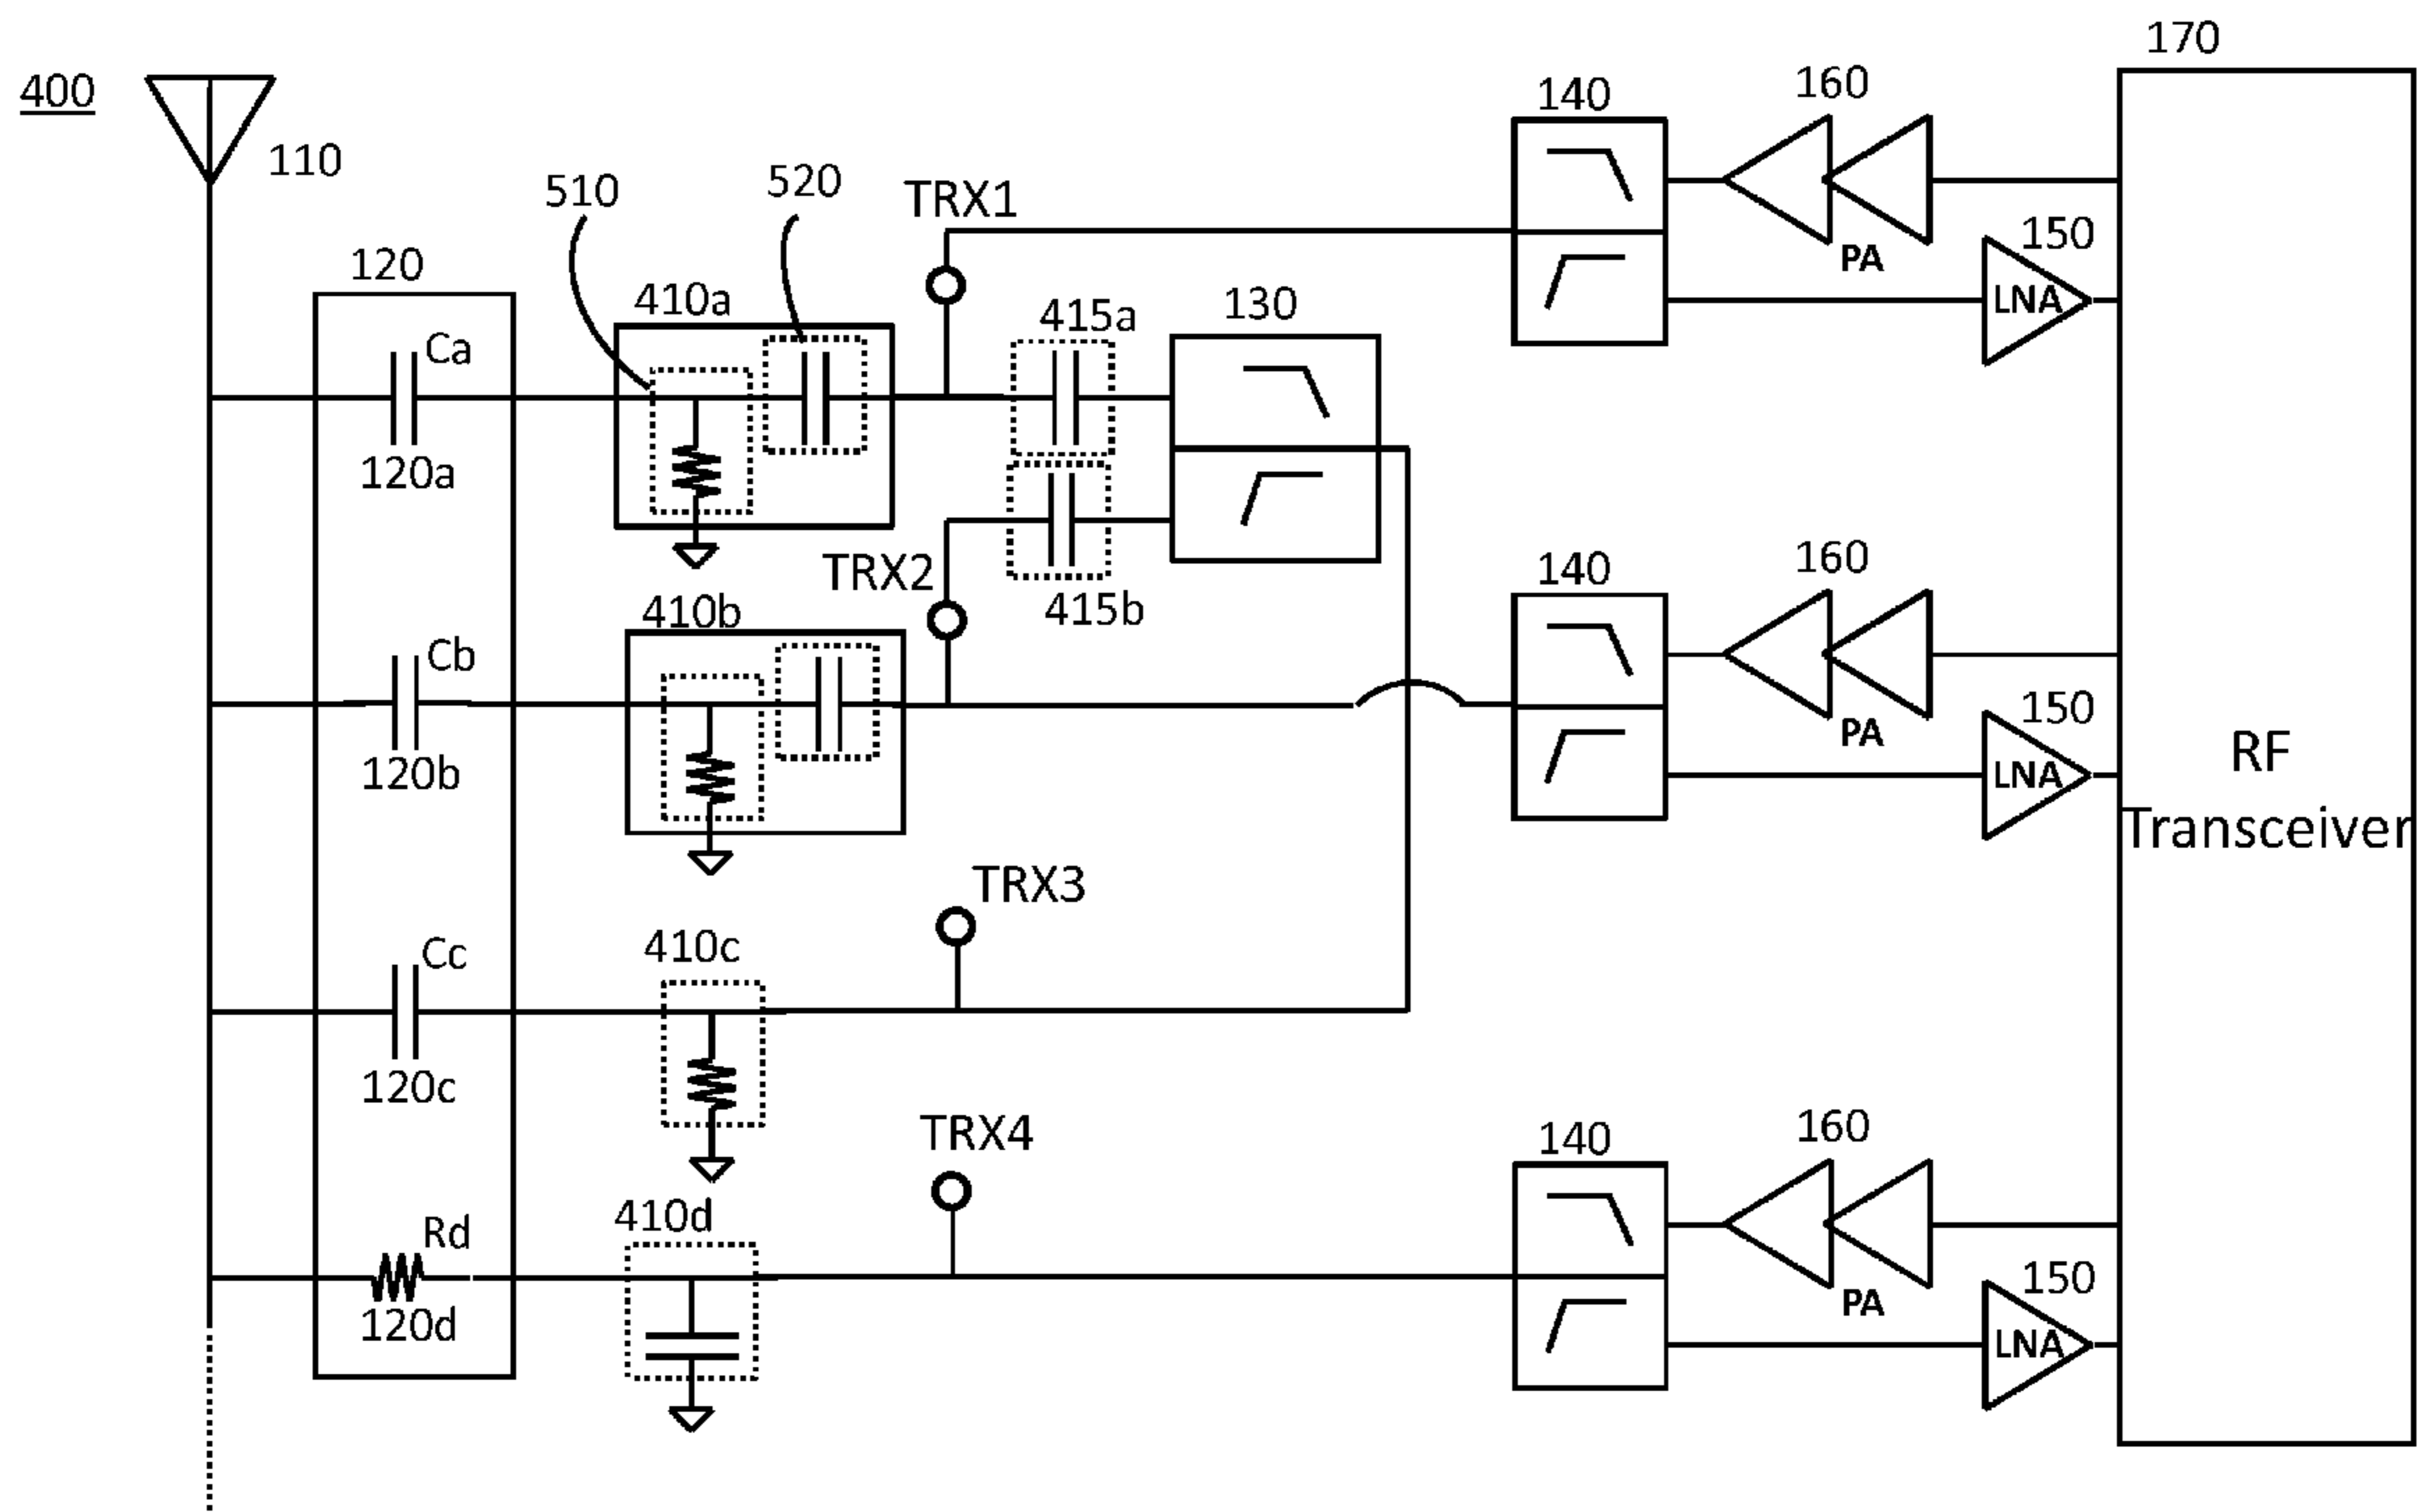 170
400
160
140
110
520
510
TRX1
150
120
PA
LNA
410a
130
415a
Ca
120a
TRX2
140
160
410b
415b
Cb
150
PA
RF
120b
LNA
Transceiver
TRX3
410c
Cc
120c
TRX4
140
160
410d
Rd
150
PA
120d
LNA